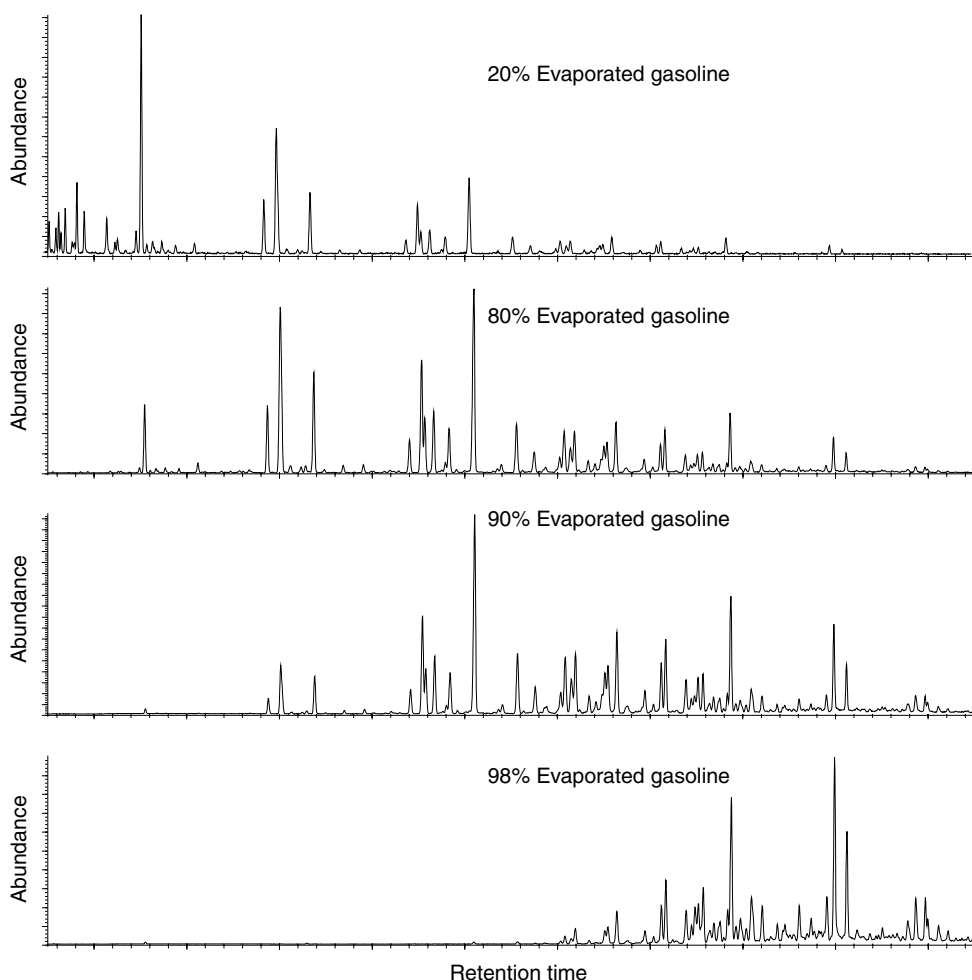 20% Evaporated gasoline
Abundance
80% Evaporated gasoline
Abundance
90% Evaporated gasoline
Abundance
98% Evaporated gasoline
Abundance
Retention time